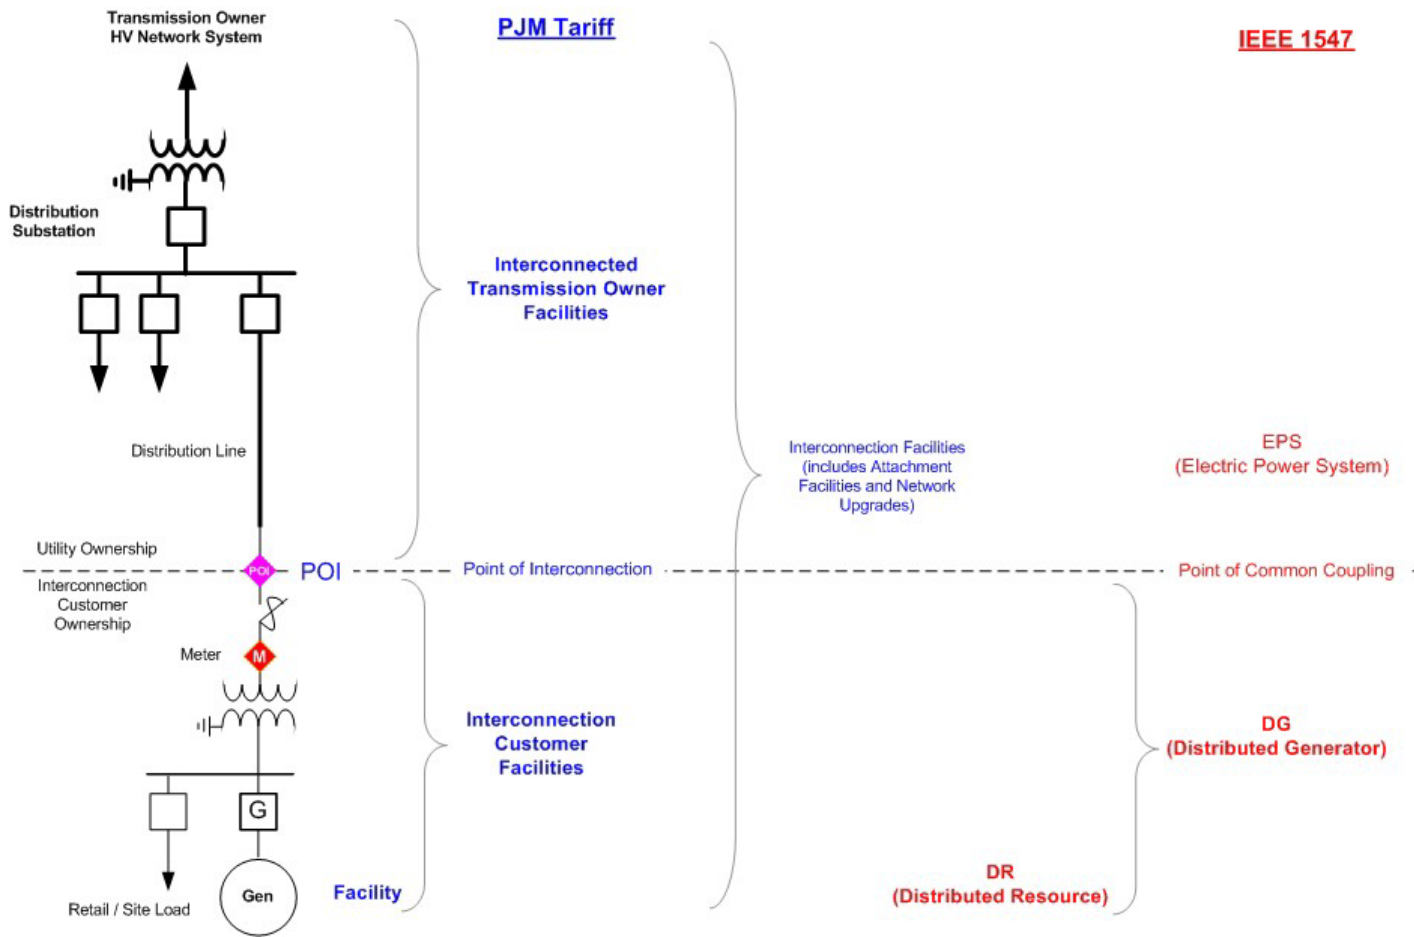 Transmission Owner
HV Network System
PJM Tariff
IEEE 1547
Distribution
Substation
Interconnected
Transmission Owner
Facilities
Distribution Line
Interconnection Facilities
(includes Attachment
Facilities and Network
Upgrades)
EPS
(Electric Power System)
Utility Ownership
POI
POI
Point of Interconnection
Point of Common Coupling
Interconnection
Customer
Ownership
Meter
M
Interconnection
Customer
Facilities
DG
(Distributed Generator)
G
Gen
Facility
Retail / Site Load
DR
(Distributed Resource)